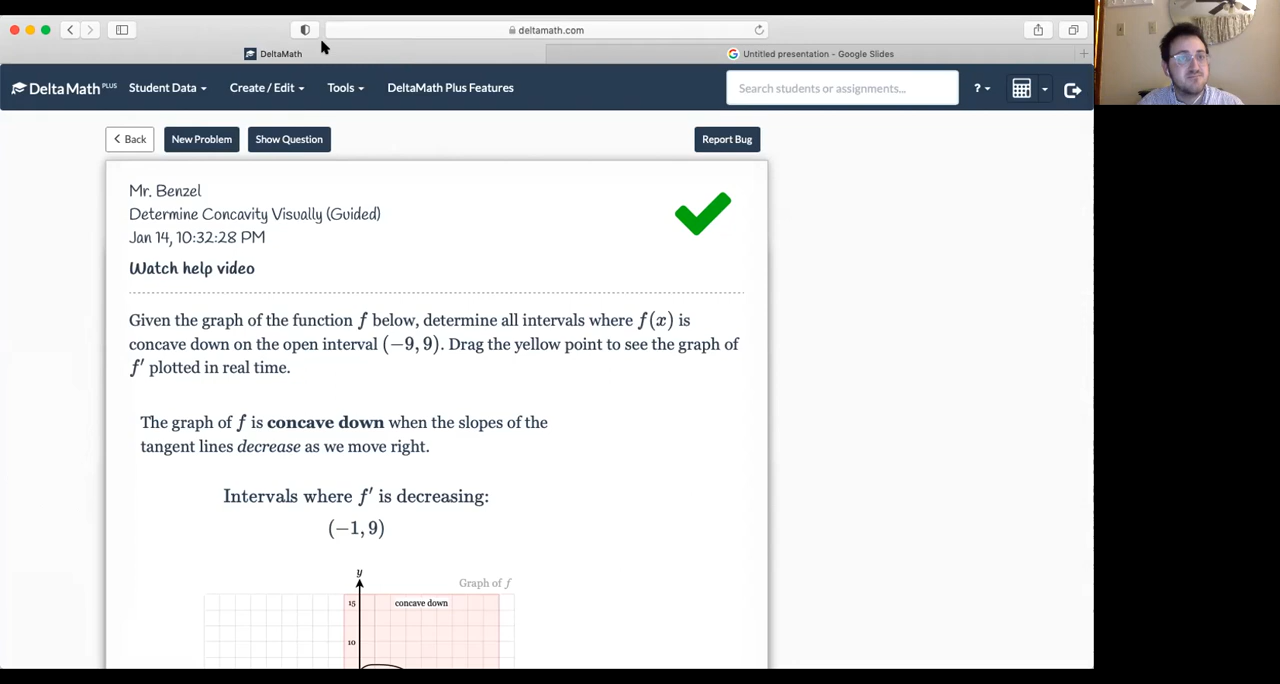 deltamath.com
DeltaMath
Untitled presentation - Google Slides
DeltaMath PLUS
Student Data
Create / Edit
Tools
DeltaMath Plus Features
Search students or assignments...
?
Back
New Problem
Show Question
Report Bug
Mr. Benzel
Determine Concavity Visually (Guided)
Jan 14, 10:32:28 PM
Watch help video
Given the graph of the function f below, determine all intervals where f(x) is
concave down on the open interval (−9, 9). Drag the yellow point to see the graph of
f′ plotted in real time.
The graph of f is concave down when the slopes of the
tangent lines decrease as we move right.
Intervals where f′ is decreasing:
(−1, 9)
y
Graph of f
15
concave down
10